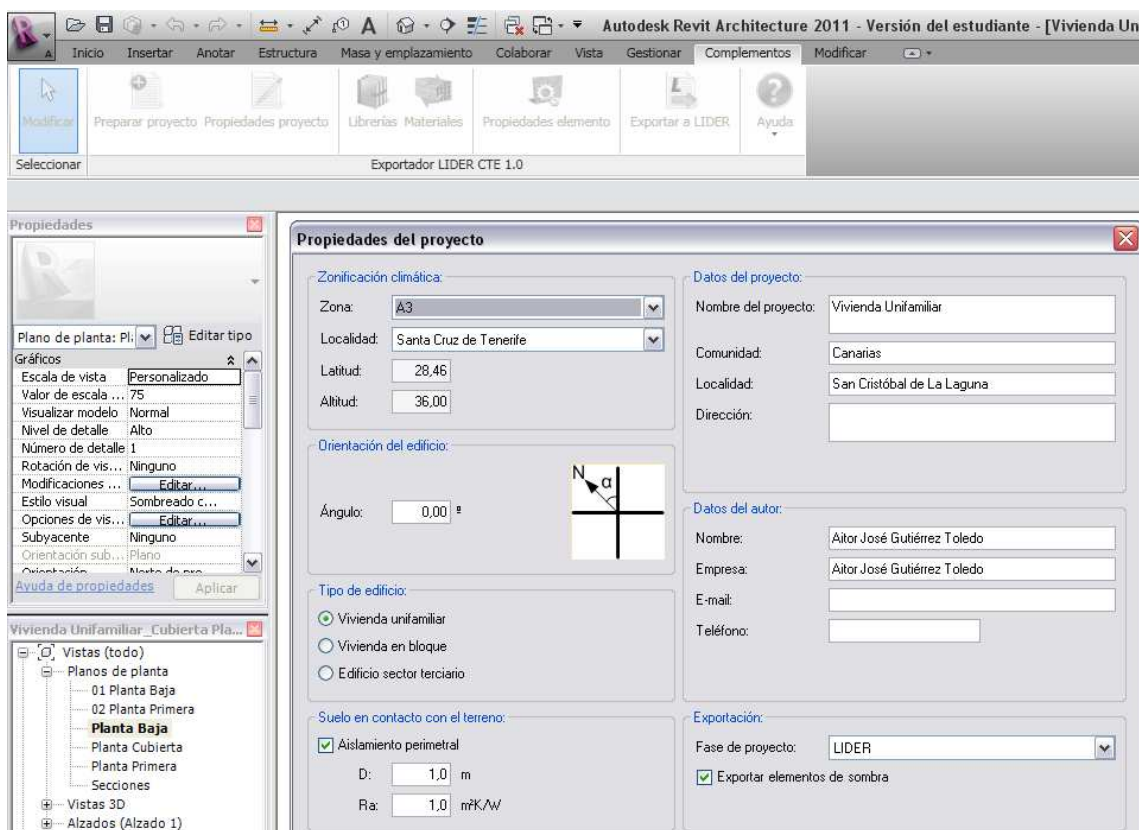 Autodesk Revit Architecture 2011 - Versión del estudiante - [Vivienda Un
Inicio Insertar Anotar Estructura Masa y emplazamiento Colaborar Vista Gestionar Complementos Modificar
Modificar Preparar proyecto Propiedades proyecto Librerías Materiales Propiedades elemento Exportar a LIDER Ayuda
Seleccionar Exportador LIDER CTE 1.0
Propiedades
Plano de planta: Pl Editar tipo
Gráficos
Escala de vista Personalizado
Valor de escala ... 75
Visualizar modelo Normal
Nivel de detalle Alto
Número de detalle 1
Rotación de vis... Ninguno
Modificaciones ... Editar...
Estilo visual Sombreado c...
Opciones de vis... Editar...
Subyacente Ninguno
Orientación sub... Plano
Orientación Norte de pro
Ayuda de propiedades Aplicar
Vivienda Unifamiliar_Cubierta Pla...
Vistas (todo)
Planos de planta
01 Planta Baja
02 Planta Primera
Planta Baja
Planta Cubierta
Planta Primera
Secciones
Vistas 3D
Alzados (Alzado 1)
Propiedades del proyecto
Zonificación climática:
Zona: A3
Localidad: Santa Cruz de Tenerife
Latitud: 28,46
Altitud: 36,00
Orientación del edificio:
N α
Ángulo: 0,00 º
Tipo de edificio:
Vivienda unifamiliar
Vivienda en bloque
Edificio sector terciario
Suelo en contacto con el terreno:
Aislamiento perimetral
D: 1,0 m
Ra: 1,0 m²K/W
Datos del proyecto:
Nombre del proyecto: Vivienda Unifamiliar
Comunidad: Canarias
Localidad: San Cristóbal de La Laguna
Dirección:
Datos del autor:
Nombre: Aitor José Gutiérrez Toledo
Empresa: Aitor José Gutiérrez Toledo
E-mail:
Teléfono:
Exportación:
Fase de proyecto: LIDER
Exportar elementos de sombra